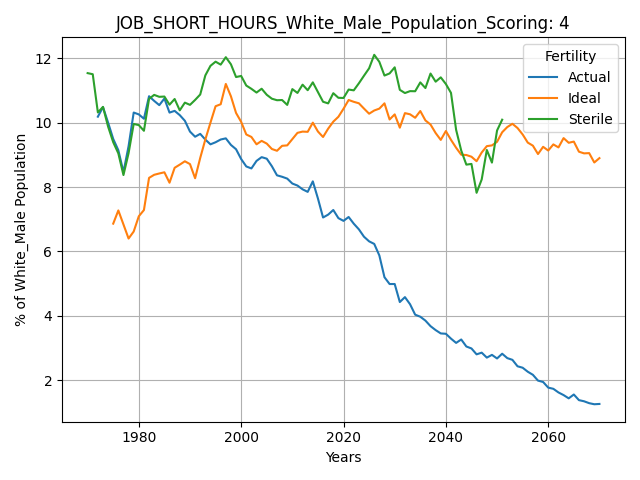 JOB_SHORT_HOURS_White_Male_Population_Scoring: 4
Fertility
Actual
Ideal
Sterile
% of White_Male Population
12
10
8
6
4
2
1980
2000
2020
2040
2060
Years